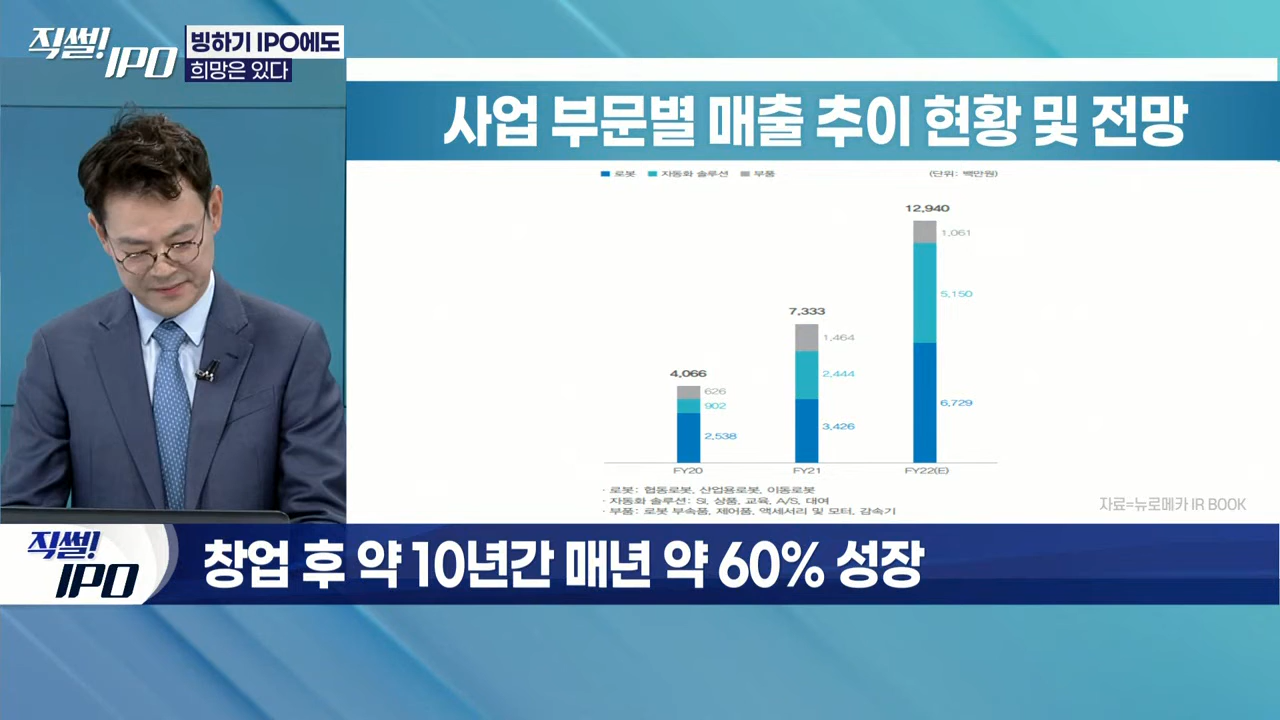 직썰!
IPO
빙하기 IPO에도
희망은 있다
사업 부문별 매출 추이 현황 및 전망
로봇 자동화 솔루션 부품
(단위: 백만원)
12,940
1,061
5,150
6,729
7,333
1,464
2,444
3,426
4,066
626
902
2,538
FY20 FY21 FY22(E)
· 로봇: 협동로봇, 산업용로봇, 이동로봇
· 자동화 솔루션: SI, 상품, 교육, A/S, 대여
· 부품: 로봇 부속품, 제어품, 액세서리 및 모터, 감속기
자료=뉴로메카 IR BOOK
직썰!
IPO
창업 후 약 10년간 매년 약 60% 성장